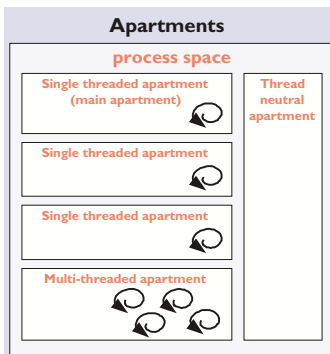 Apartments
process space
Single threaded apartment
(main apartment)
Thread
neutral
apartment
Single threaded apartment
Single threaded apartment
Multi-threaded apartment